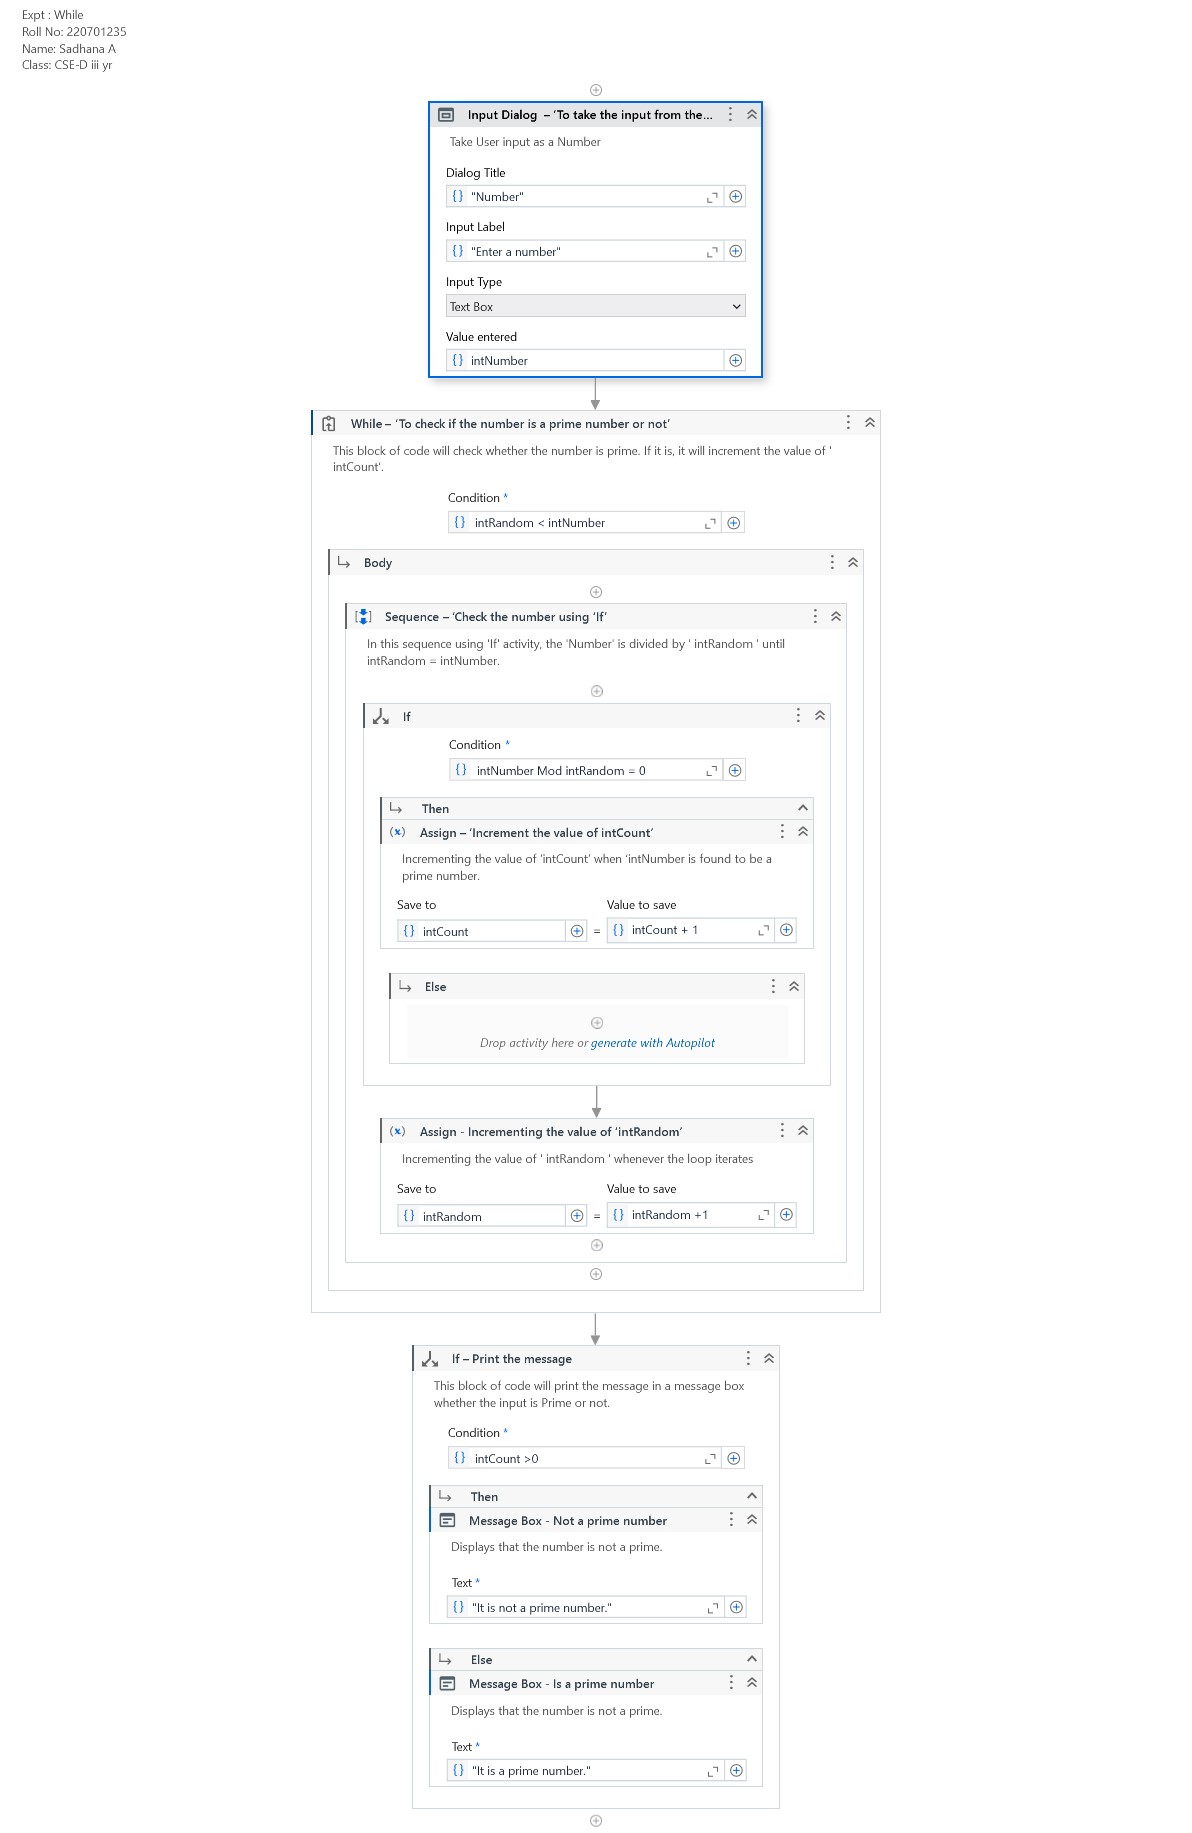 Expt : While
Roll No: 220701235
Name: Sadhana A
Class: CSE-D iii yr
Input Dialog – 'To take the input from the...
Take User input as a Number
Dialog Title
{} "Number"
Input Label
{} "Enter a number"
Input Type
Text Box
Value entered
{} intNumber
While – 'To check if the number is a prime number or not'
This block of code will check whether the number is prime. If it is, it will increment the value of '
intCount'.
Condition *
{} intRandom < intNumber
Body
Sequence – 'Check the number using 'If'
In this sequence using 'If' activity, the 'Number' is divided by ' intRandom ' until
intRandom = intNumber.
If
Condition *
{} intNumber Mod intRandom = 0
Then
(x) Assign – 'Increment the value of intCount'
Incrementing the value of 'intCount' when 'intNumber is found to be a
prime number.
Save to Value to save
{} intCount = {} intCount + 1
Else
Drop activity here or generate with Autopilot
(x) Assign - Incrementing the value of 'intRandom'
Incrementing the value of ' intRandom ' whenever the loop iterates
Save to Value to save
{} intRandom = {} intRandom +1
If – Print the message
This block of code will print the message in a message box
whether the input is Prime or not.
Condition *
{} intCount >0
Then
Message Box - Not a prime number
Displays that the number is not a prime.
Text *
{} "It is not a prime number."
Else
Message Box - Is a prime number
Displays that the number is not a prime.
Text *
{} "It is a prime number."